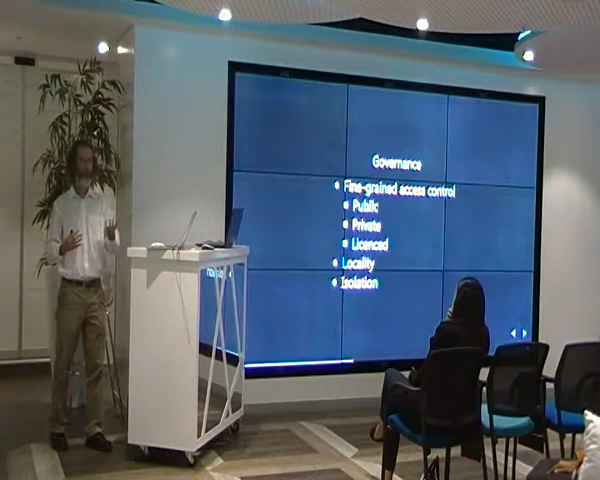 Governance
Fine-grained access control
Public
Private
Licenced
Locality
Isolation